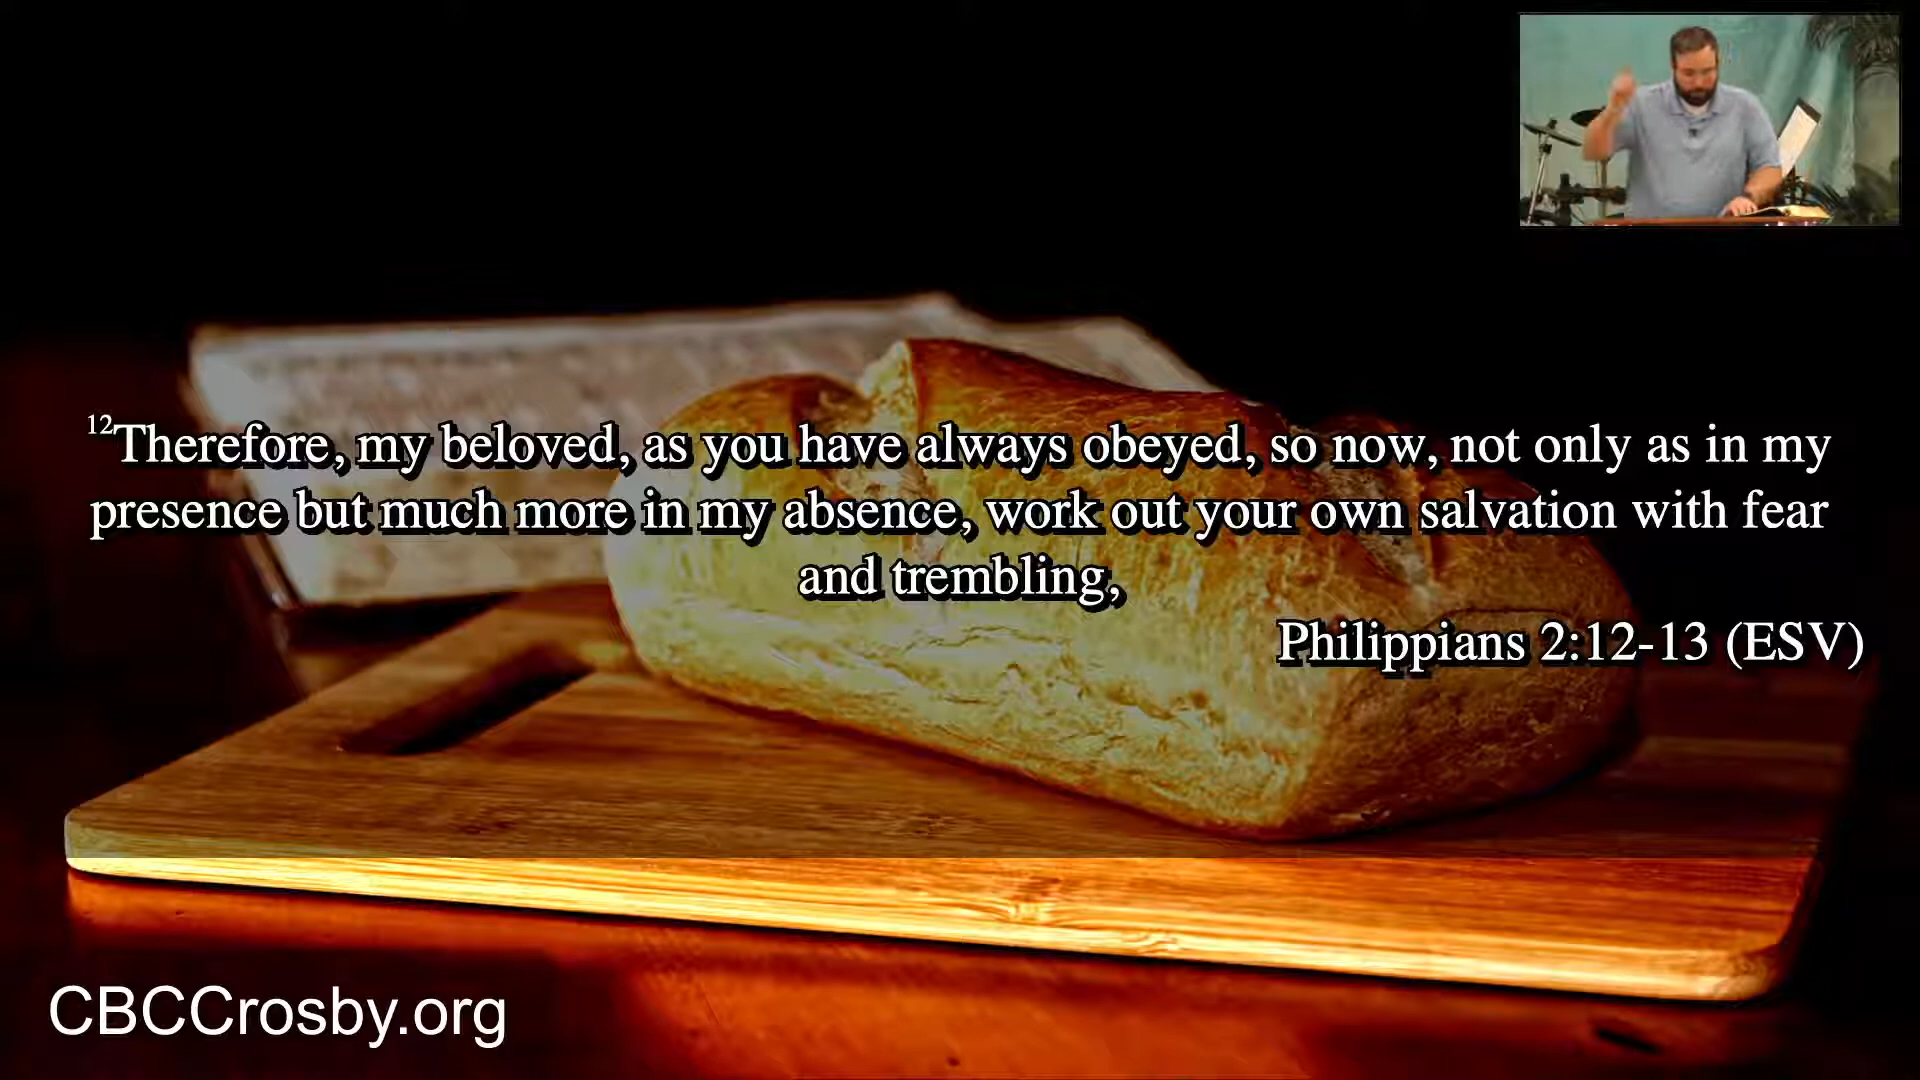 12Therefore, my beloved, as you have always obeyed, so now, not only as in my
presence but much more in my absence, work out your own salvation with fear
and trembling,
Philippians 2:12-13 (ESV)
CBCCrosby.org